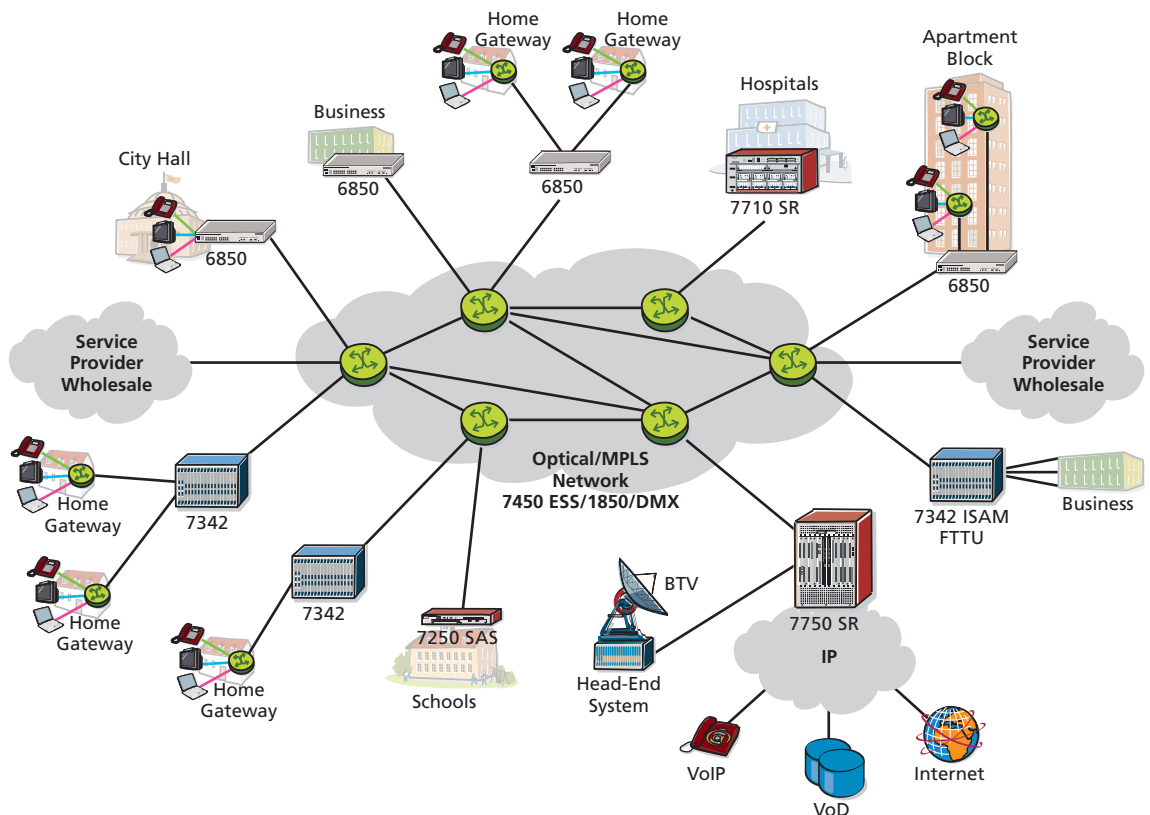 Home
Gateway
Home
Gateway
Apartment
Block
Hospitals
Business
City Hall
6850
6850
7710 SR
6850
6850
Service
Provider
Wholesale
Service
Provider
Wholesale
Optical/MPLS
Network
7450 ESS/1850/DMX
Home
Gateway
7342
7342 ISAM
FTTU
Business
Home
Gateway
7342
7250 SAS
BTV
7750 SR
IP
Home
Gateway
Schools
Head-End
System
VoIP
VoD
Internet